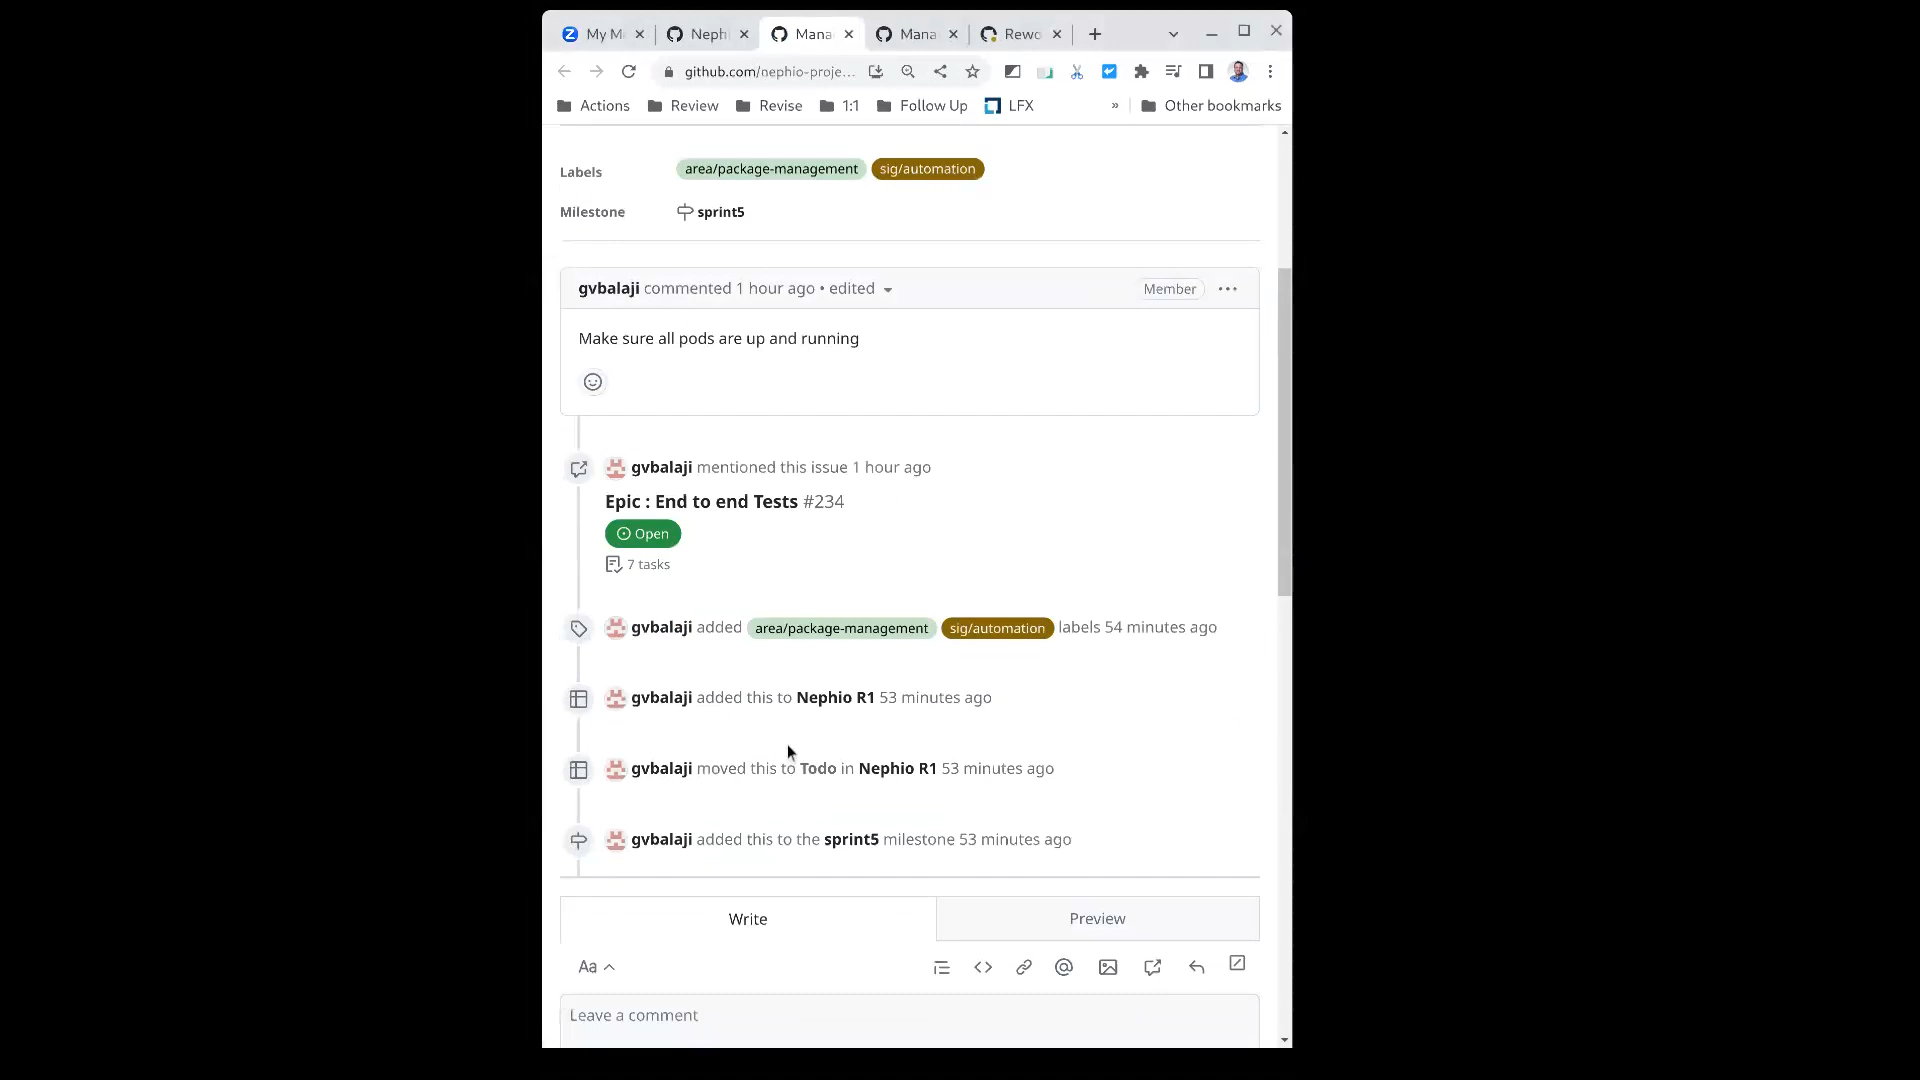 My M
Neph
Mana
Mana
Rewo
github.com/nephio-proje...
Actions
Review
Revise
1:1
Follow Up
LFX
»
Other bookmarks
Labels
area/package-management
sig/automation
Milestone
sprint5
gvbalaji commented 1 hour ago • edited
Member
Make sure all pods are up and running
gvbalaji mentioned this issue 1 hour ago
Epic : End to end Tests #234
Open
7 tasks
gvbalaji added area/package-management sig/automation labels 54 minutes ago
gvbalaji added this to Nephio R1 53 minutes ago
gvbalaji moved this to Todo in Nephio R1 53 minutes ago
gvbalaji added this to the sprint5 milestone 53 minutes ago
Write
Preview
Aa
Leave a comment